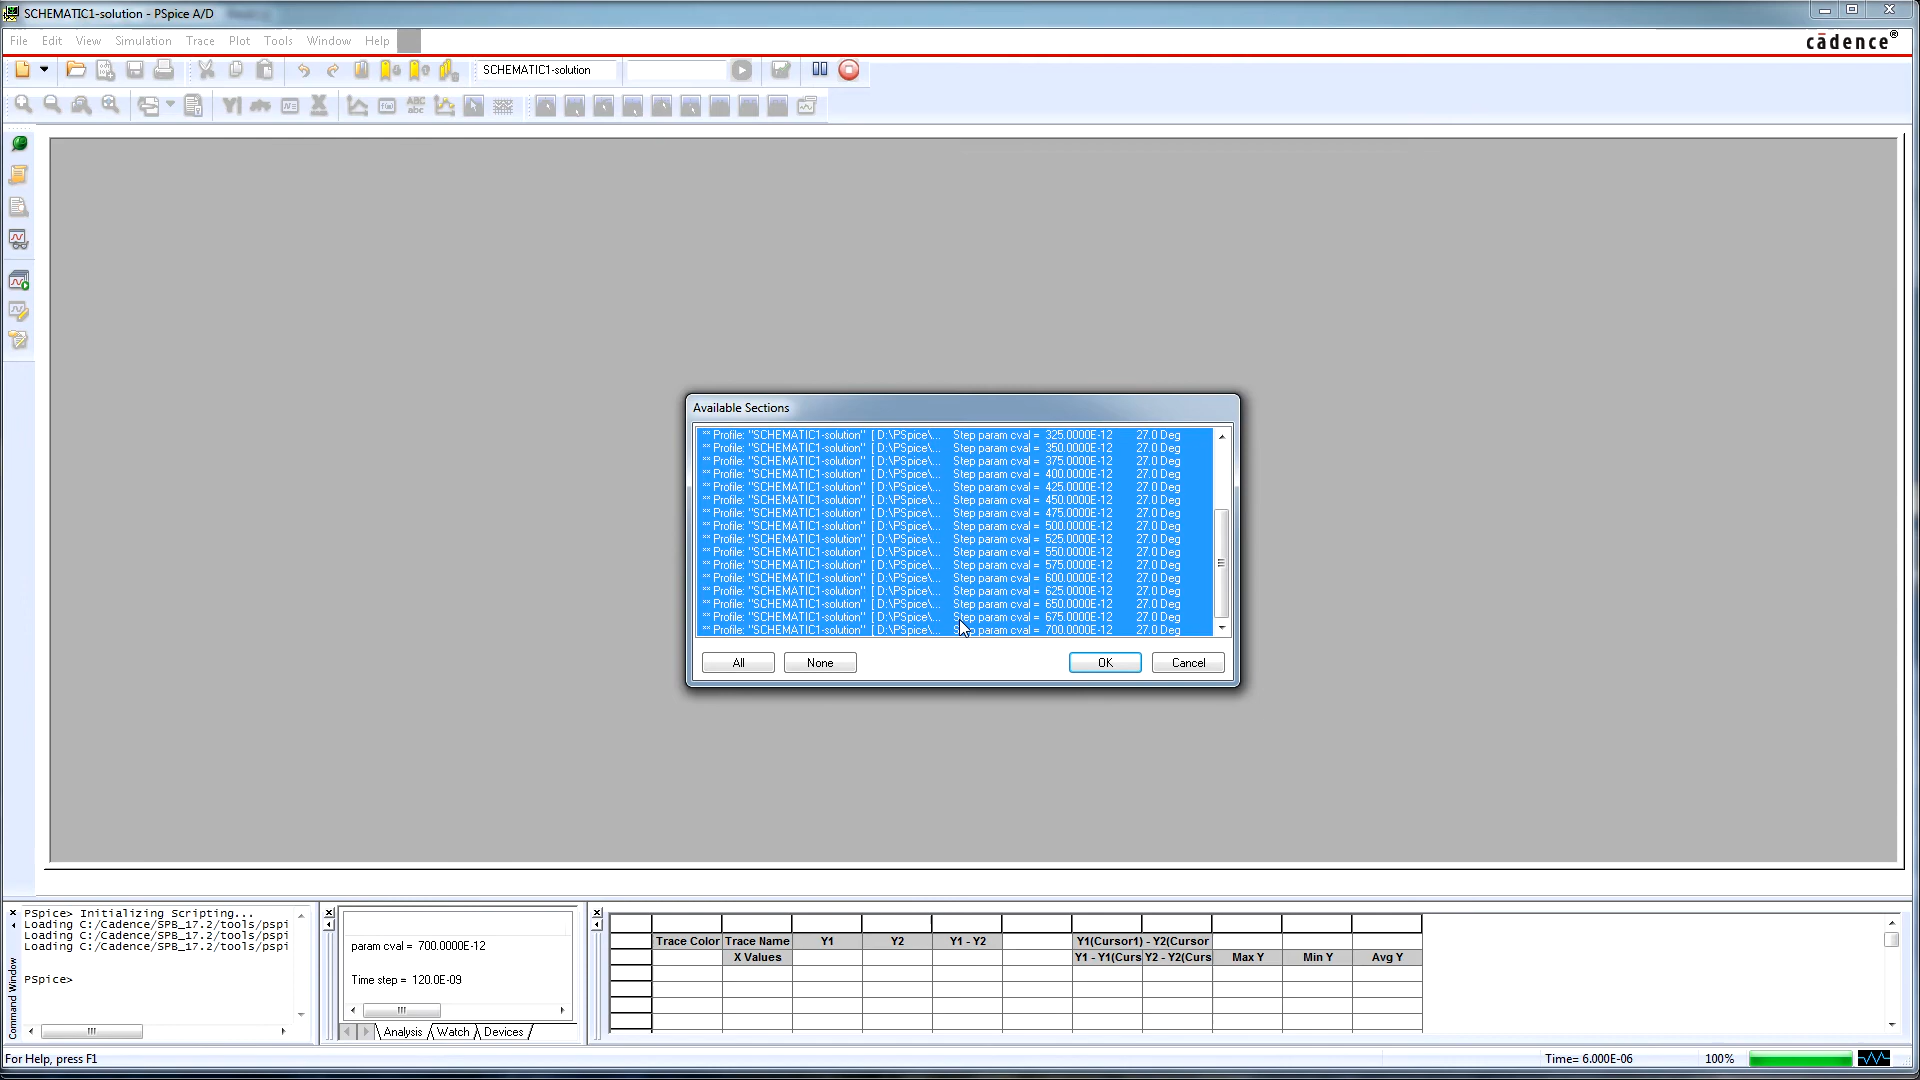 SCHEMATIC1-solution - PSpice A/D
File Edit View Simulation Trace Plot Tools Window Help
cādence®
SCHEMATIC1-solution
Available Sections
** Profile: "SCHEMATIC1-solution" [ D:\PSpice\... Step param cval = 325.0000E-12 27.0 Deg
** Profile: "SCHEMATIC1-solution" [ D:\PSpice\... Step param cval = 350.0000E-12 27.0 Deg
** Profile: "SCHEMATIC1-solution" [ D:\PSpice\... Step param cval = 375.0000E-12 27.0 Deg
** Profile: "SCHEMATIC1-solution" [ D:\PSpice\... Step param cval = 400.0000E-12 27.0 Deg
** Profile: "SCHEMATIC1-solution" [ D:\PSpice\... Step param cval = 425.0000E-12 27.0 Deg
** Profile: "SCHEMATIC1-solution" [ D:\PSpice\... Step param cval = 450.0000E-12 27.0 Deg
** Profile: "SCHEMATIC1-solution" [ D:\PSpice\... Step param cval = 475.0000E-12 27.0 Deg
** Profile: "SCHEMATIC1-solution" [ D:\PSpice\... Step param cval = 500.0000E-12 27.0 Deg
** Profile: "SCHEMATIC1-solution" [ D:\PSpice\... Step param cval = 525.0000E-12 27.0 Deg
** Profile: "SCHEMATIC1-solution" [ D:\PSpice\... Step param cval = 550.0000E-12 27.0 Deg
** Profile: "SCHEMATIC1-solution" [ D:\PSpice\... Step param cval = 575.0000E-12 27.0 Deg
** Profile: "SCHEMATIC1-solution" [ D:\PSpice\... Step param cval = 600.0000E-12 27.0 Deg
** Profile: "SCHEMATIC1-solution" [ D:\PSpice\... Step param cval = 625.0000E-12 27.0 Deg
** Profile: "SCHEMATIC1-solution" [ D:\PSpice\... Step param cval = 650.0000E-12 27.0 Deg
** Profile: "SCHEMATIC1-solution" [ D:\PSpice\... Step param cval = 675.0000E-12 27.0 Deg
** Profile: "SCHEMATIC1-solution" [ D:\PSpice\... Step param cval = 700.0000E-12 27.0 Deg
All None OK Cancel
Command Window
PSpice> Initializing Scripting...
Loading C:/Cadence/SPB_17.2/tools/pspi
Loading C:/Cadence/SPB_17.2/tools/pspi
Loading C:/Cadence/SPB_17.2/tools/pspi
PSpice>
param cval = 700.0000E-12
Time step = 120.0E-09
Analysis Watch Devices
Trace Color Trace Name Y1 Y2 Y1 - Y2 Y1(Cursor1) - Y2(Cursor
X Values Y1 - Y1(Curs Y2 - Y2(Curs Max Y Min Y Avg Y
For Help, press F1
Time= 6.000E-06 100%